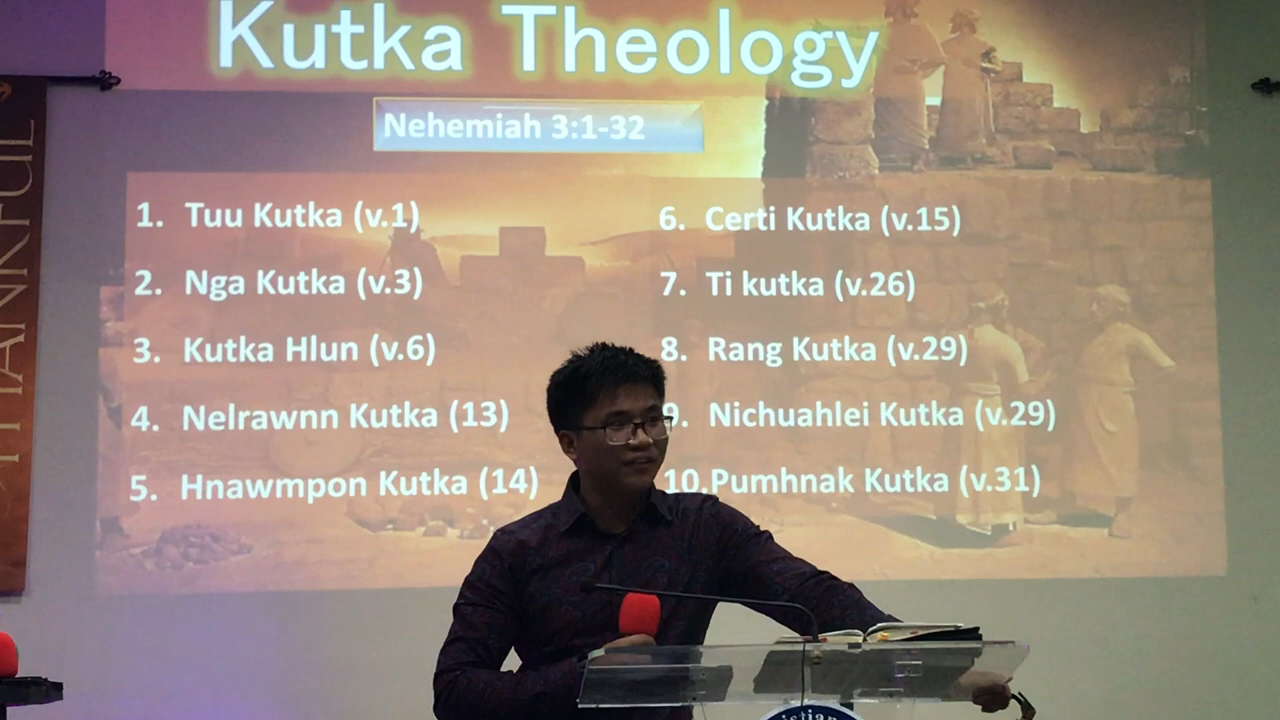 Kutka Theology
Nehemiah 3:1-32
1. Tuu Kutka (v.1)
2. Nga Kutka (v.3)
3. Kutka Hlun (v.6)
4. Nelrawnn Kutka (13)
5. Hnawmpon Kutka (14)
6. Certi Kutka (v.15)
7. Ti kutka (v.26)
8. Rang Kutka (v.29)
9. Nichuahlei Kutka (v.29)
10.Pumhnak Kutka (v.31)
THANKFUL